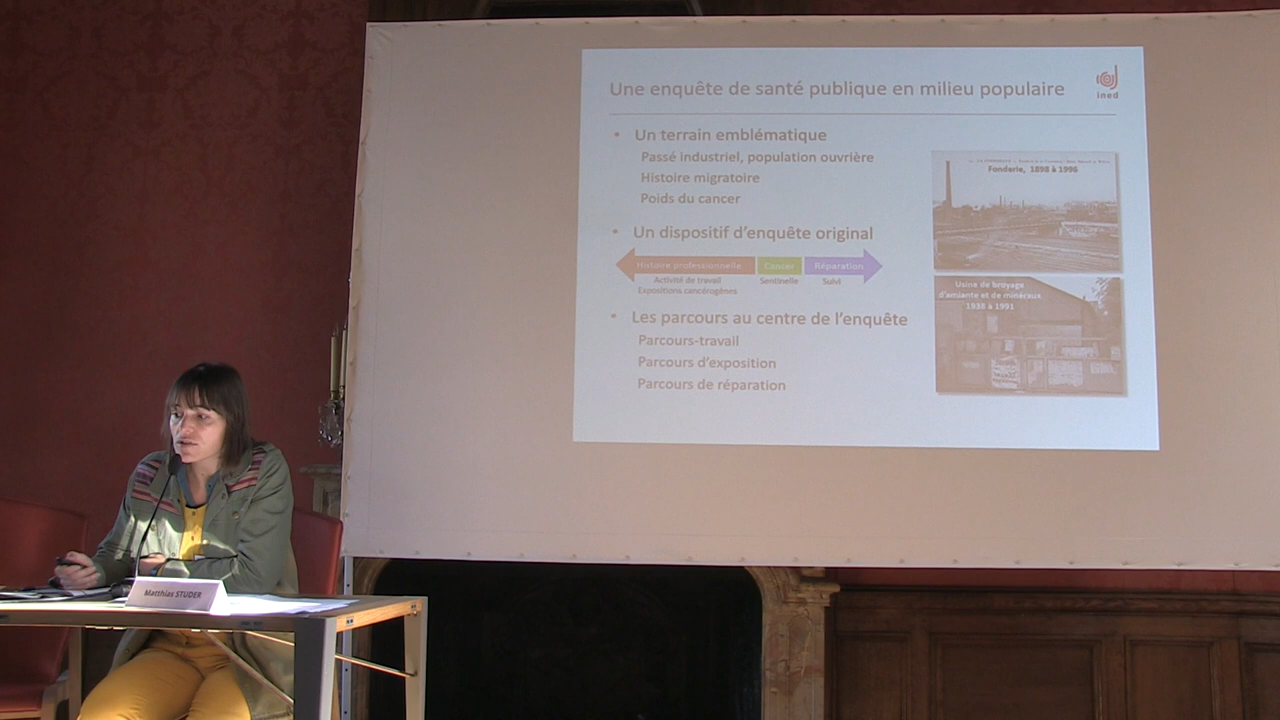 Une enquête de santé publique en milieu populaire
ined
• Un terrain emblématique
Passé industriel, population ouvrière
Histoire migratoire
Poids du cancer
Fonderie, 1898 à 1996
• Un dispositif d'enquête original
Histoire professionnelle
Cancer
Réparation
Activité de travail
Sentinelle
Suivi
Expositions cancérogènes
Usine de broyage
d'amiante et de minéraux
1938 à 1991
• Les parcours au centre de l'enquête
Parcours-travail
Parcours d'exposition
Parcours de réparation
Matthias STUDER